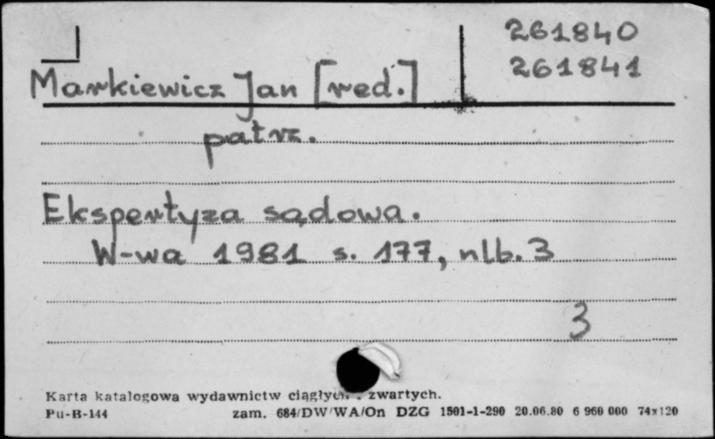 261840
261841
Markiewicz Jan [red.]
patrz.
Ekspertyza sądowa.
W-wa 1981 s. 177, nlb. 3
3
Karta katalogowa wydawnictw ciągłych i zwartych.
Pu-B-144 zam. 684/DW/WA/On DZG 1501-1-290 20.06.80 6 960 000 74x120